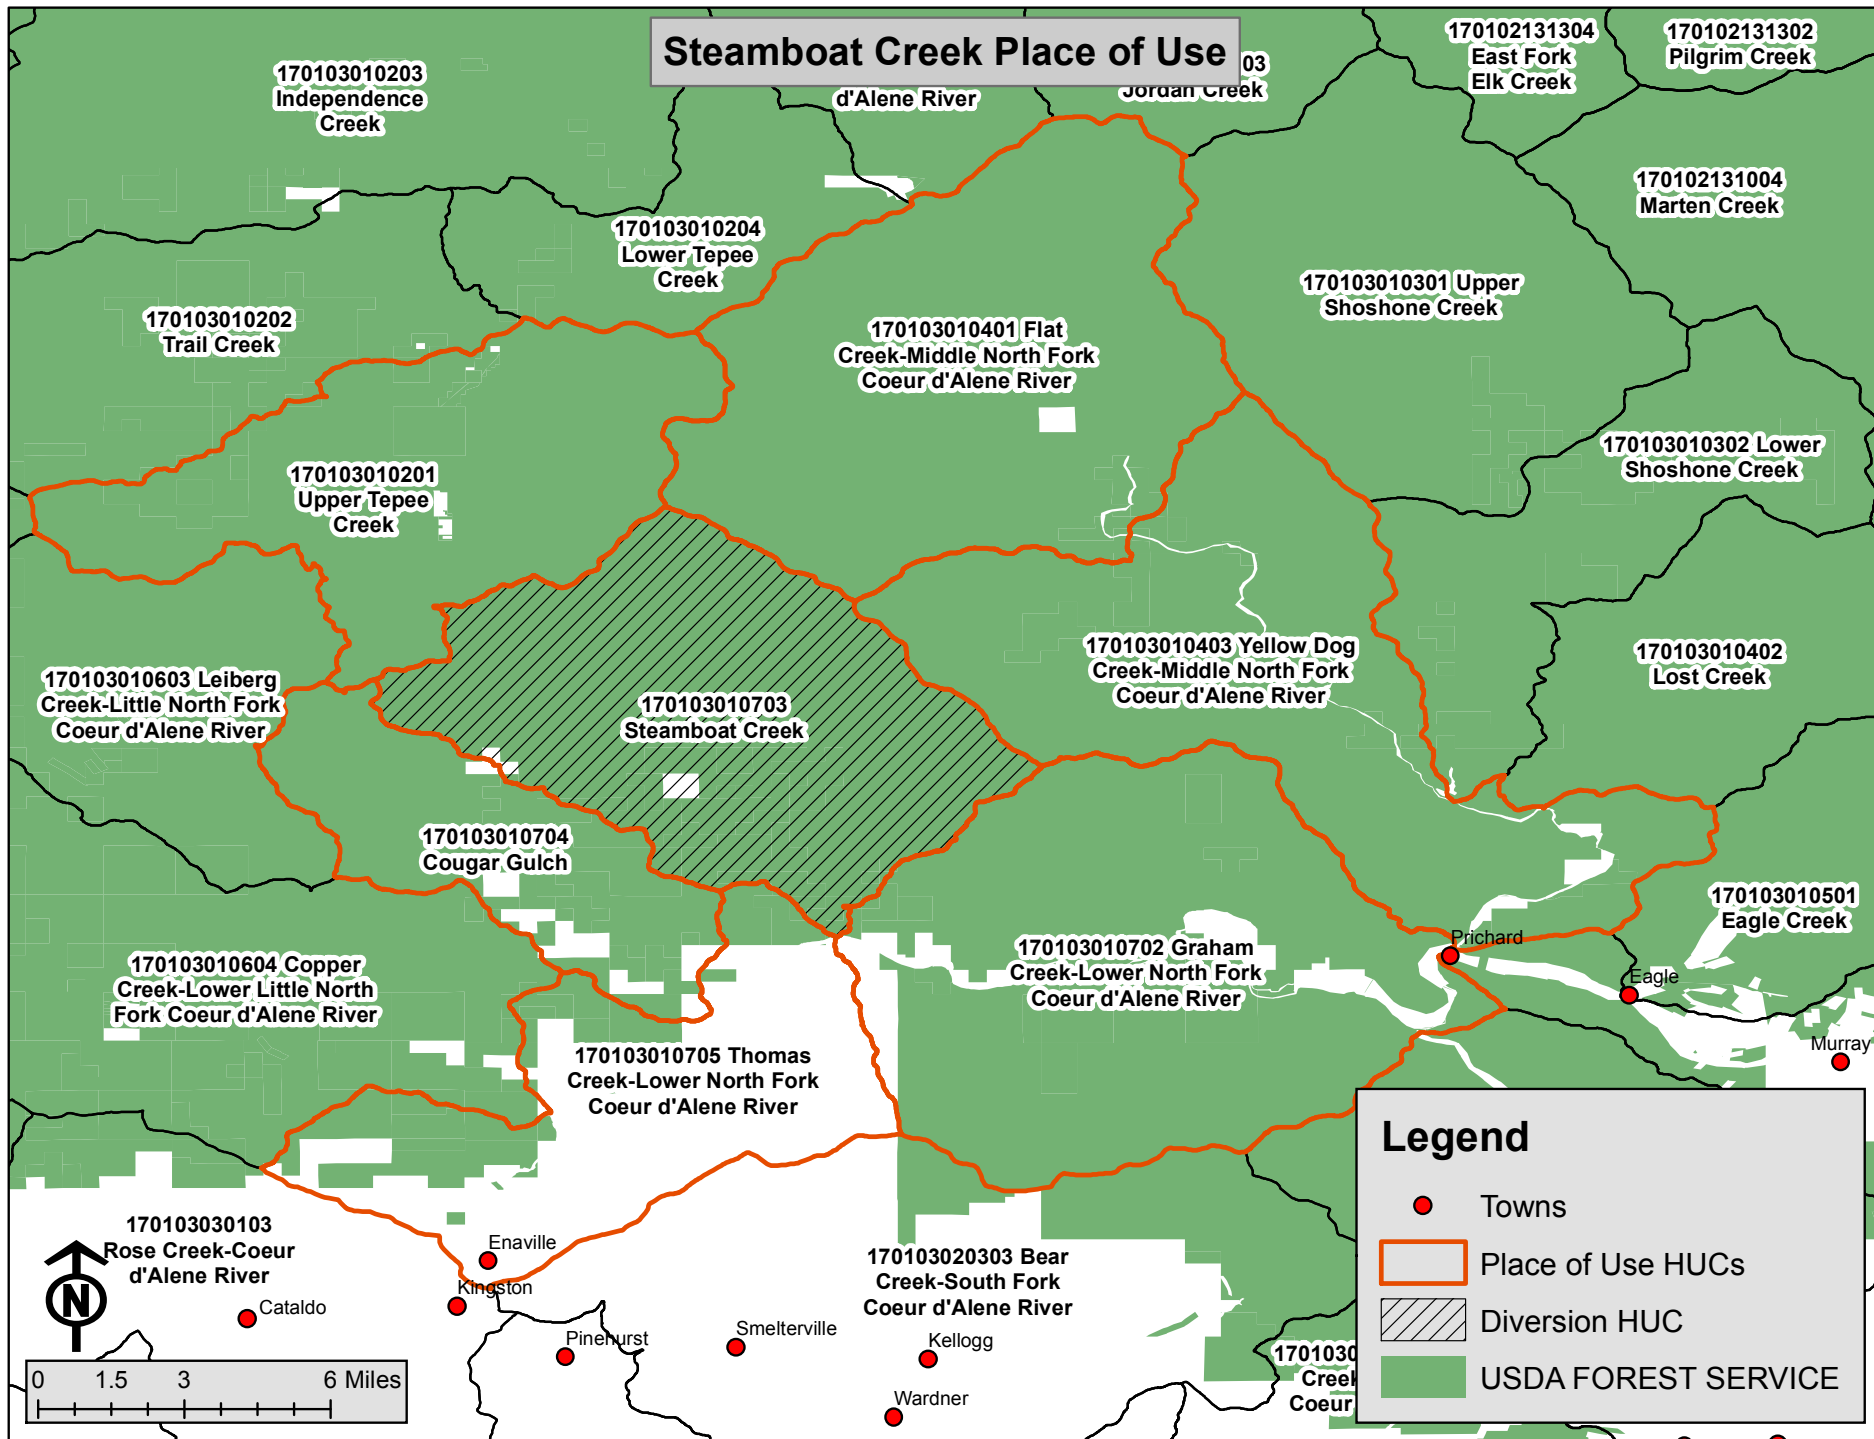 Steamboat Creek Place of Use
170103010203
Independence
Creek
d'Alene River
03
Jordan Creek
170102131304
East Fork
Elk Creek
170102131302
Pilgrim Creek
170102131004
Marten Creek
170103010204
Lower Tepee
Creek
170103010301 Upper
Shoshone Creek
170103010202
Trail Creek
170103010401 Flat
Creek-Middle North Fork
Coeur d'Alene River
170103010302 Lower
Shoshone Creek
170103010201
Upper Tepee
Creek
170103010403 Yellow Dog
Creek-Middle North Fork
Coeur d'Alene River
170103010402
Lost Creek
170103010603 Leiberg
Creek-Little North Fork
Coeur d'Alene River
170103010703
Steamboat Creek
170103010704
Cougar Gulch
170103010501
Eagle Creek
Prichard
170103010702 Graham
Creek-Lower North Fork
Coeur d'Alene River
170103010604 Copper
Creek-Lower Little North
Fork Coeur d'Alene River
Eagle
Murray
170103010705 Thomas
Creek-Lower North Fork
Coeur d'Alene River
170103030103
Rose Creek-Coeur
d'Alene River
Enaville
Kingston
Cataldo
170103020303 Bear
Creek-South Fork
Coeur d'Alene River
Pinehurst
Smelterville
Kellogg
Wardner
1701030
Creek
Coeur
N
0 1.5 3 6 Miles
Legend
Towns
Place of Use HUCs
Diversion HUC
USDA FOREST SERVICE